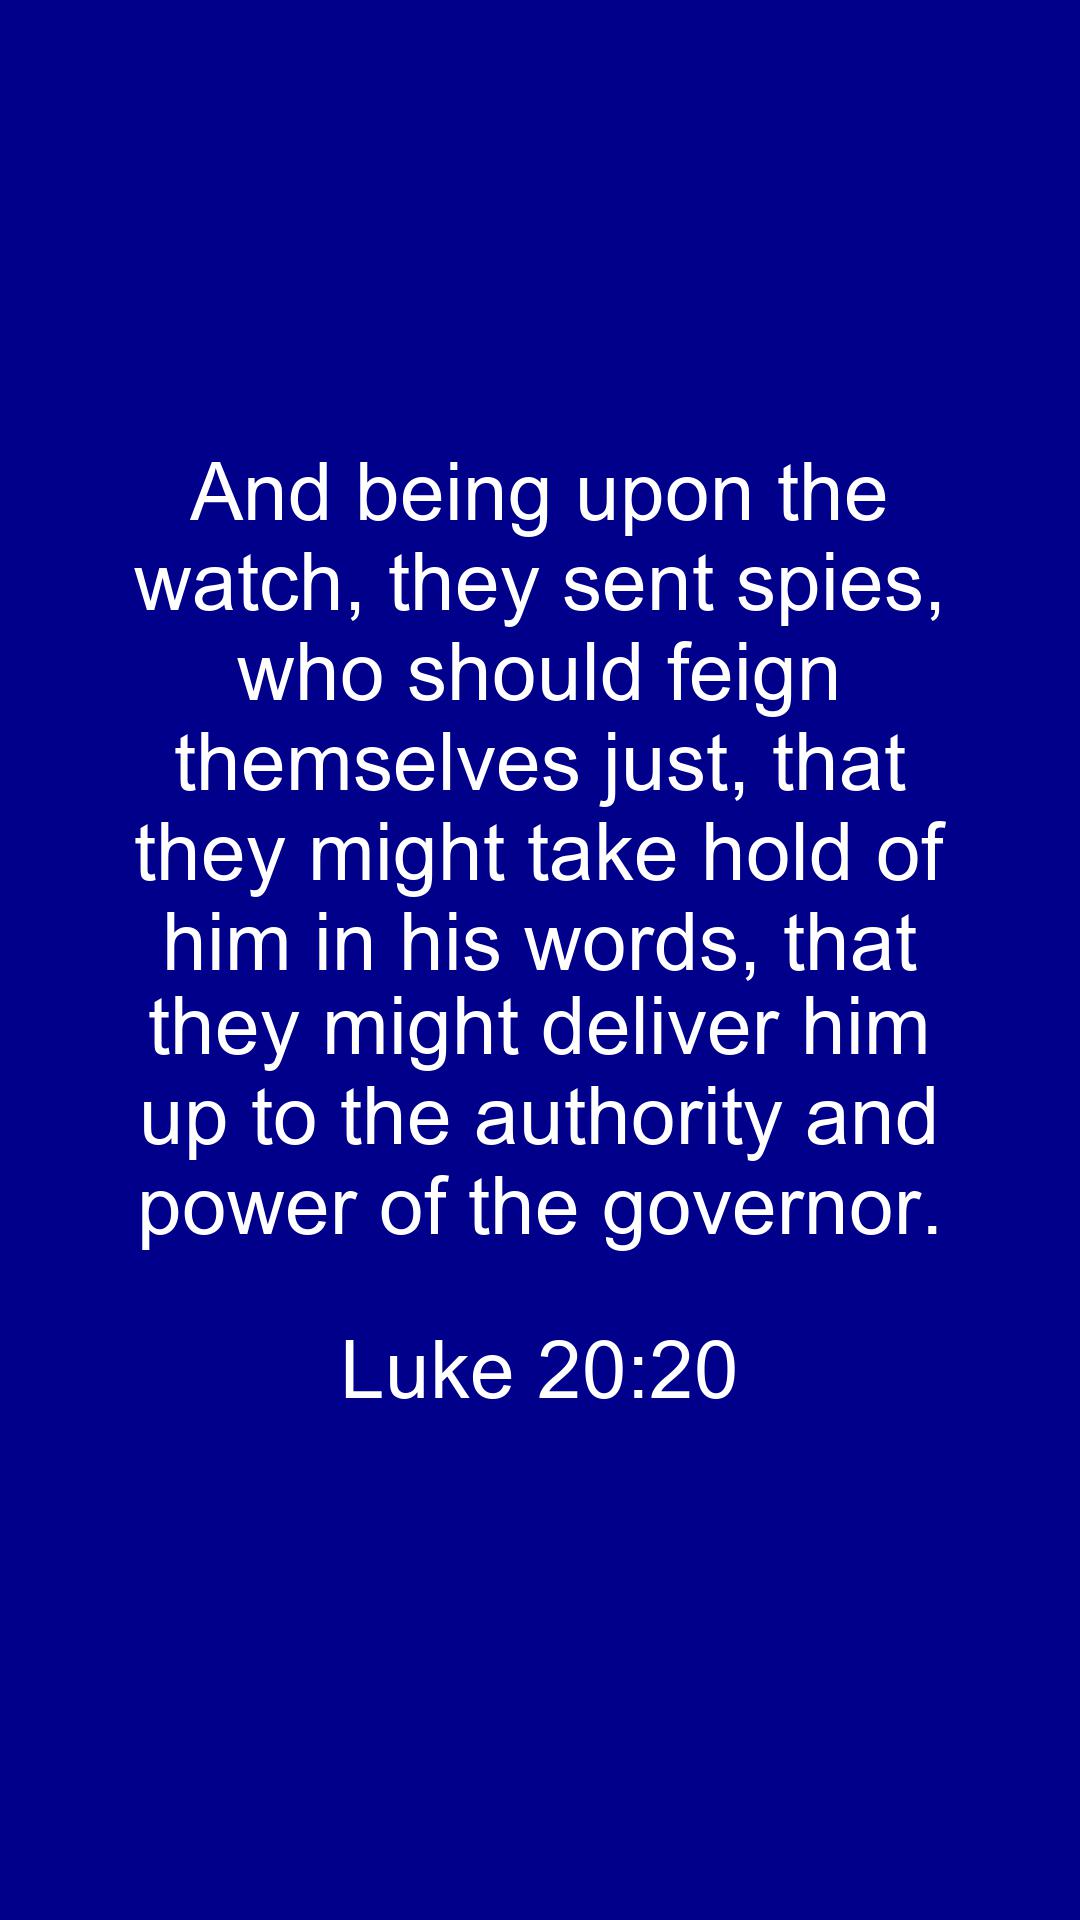 And being upon the
watch, they sent spies,
who should feign
themselves just, that
they might take hold of
him in his words, that
they might deliver him
up to the authority and
power of the governor.
Luke 20:20